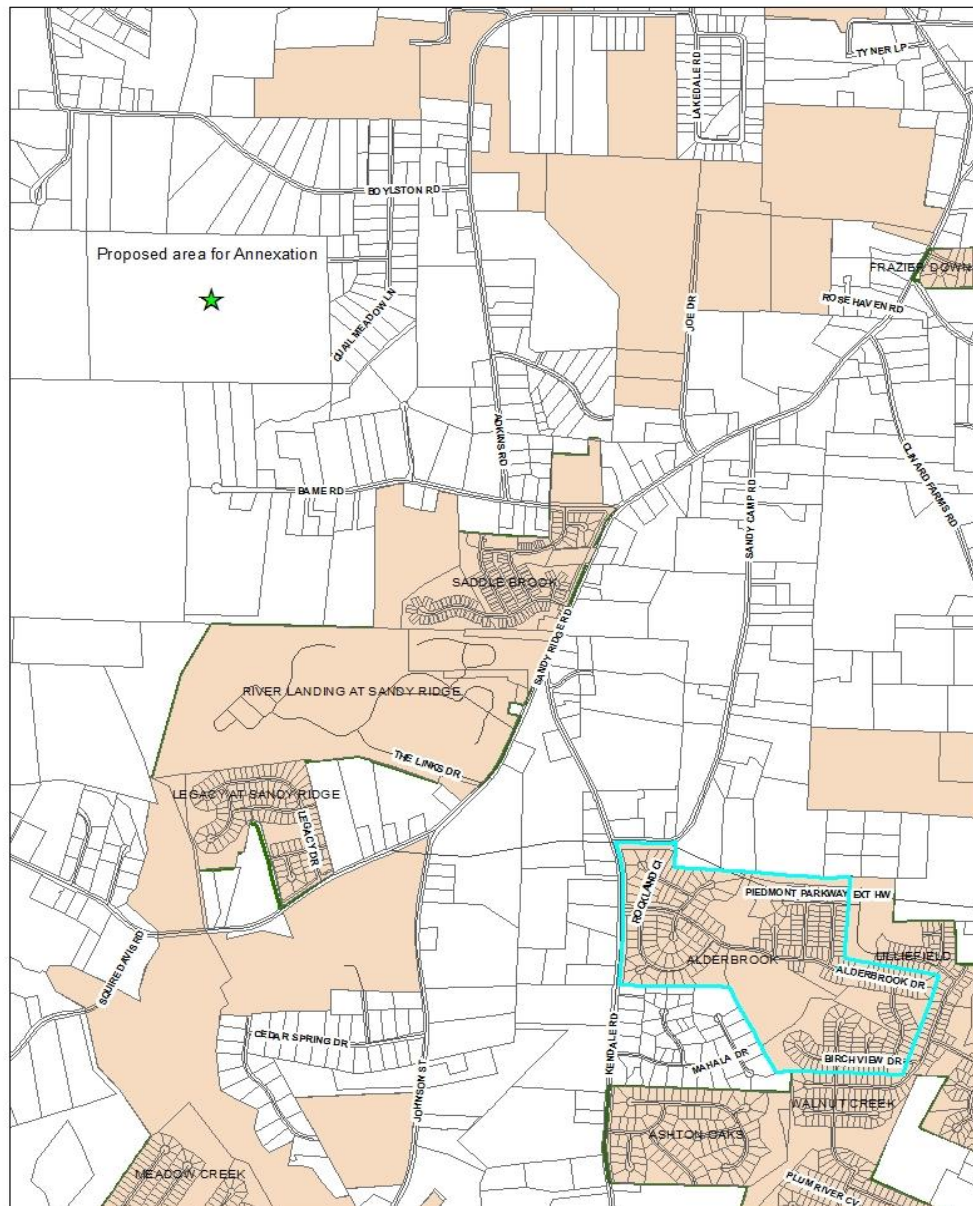 TYNER LP
LAKEDALE RD
BOYLSTON RD
Proposed area for Annexation
FRAZIER DOWN
QUAIL MEADOW LN
JOE DR
ROSEHAVEN RD
ADKINS RD
CLINARD FARMS RD
BAME RD
SANDY CAMP RD
SADDLE BROOK
SANDY RIDGE RD
RIVER LANDING AT SANDY RIDGE
THE LINKS DR
LEGACY AT SANDY RIDGE
LEGACY DR
ROCKLAND CI
PIEDMONT PARKWAY EXT HW
SQUIRE DAVIS RD
ALDERBROOK
LILLIEFIELD
ALDERBROOK DR
CEDAR SPRING DR
JOHNSON ST
KENDALE RD
MAHALA DR
BIRCHVIEW DR
WALNUT CREEK
ASHTON OAKS
MEADOW CREEK
PLUM RIVER CV